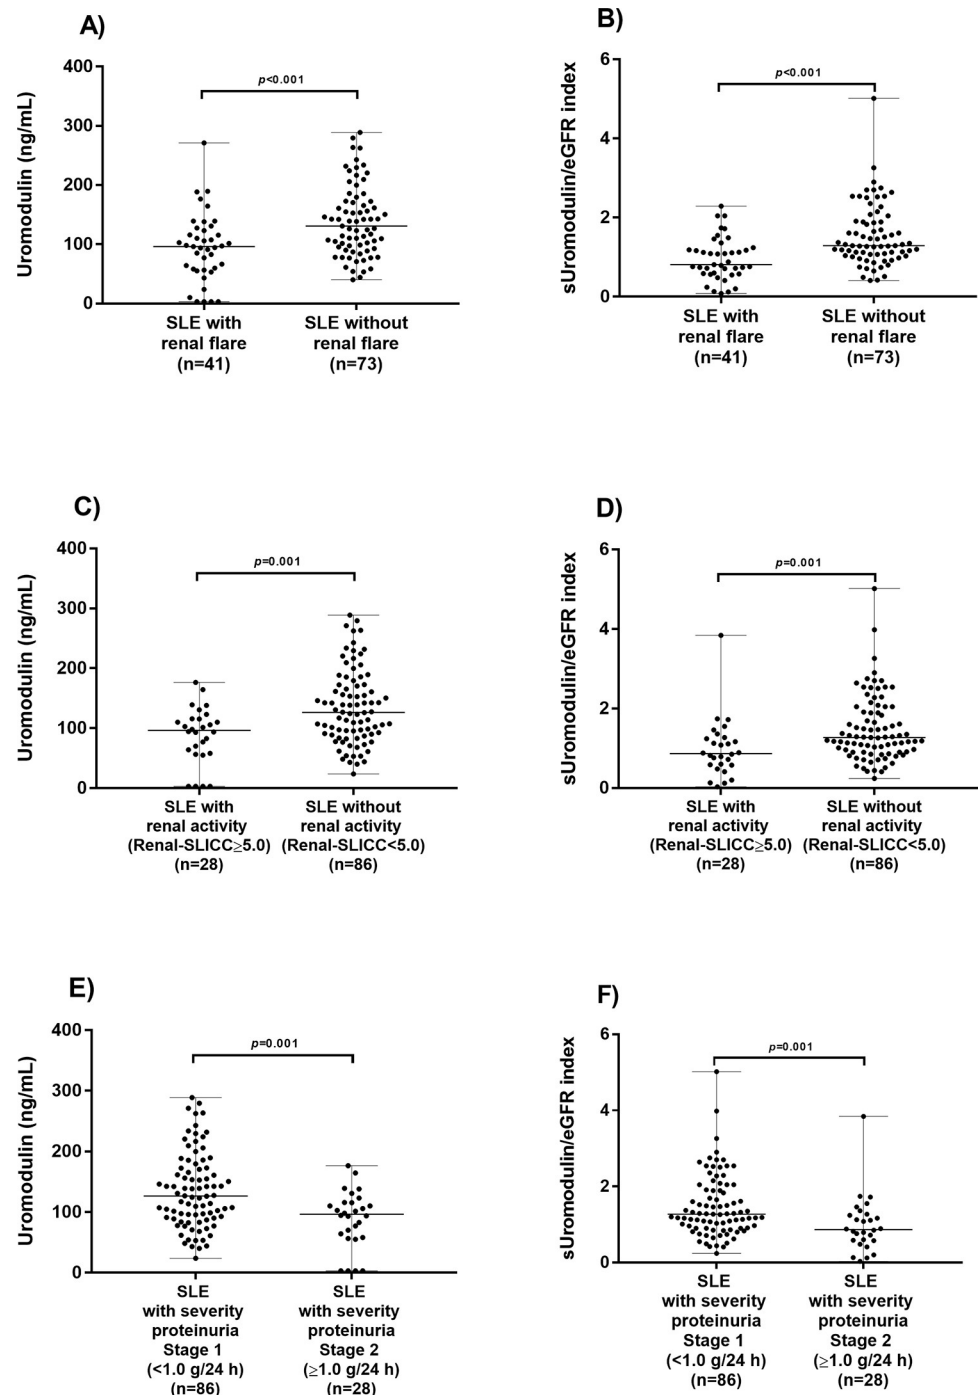 A)
Uromodulin (ng/mL)
400
300
200
100
0
p<0.001
SLE with
renal flare
(n=41)
SLE without
renal flare
(n=73)
B)
sUromodulin/eGFR index
6
4
2
0
p<0.001
SLE with
renal flare
(n=41)
SLE without
renal flare
(n=73)
C)
Uromodulin (ng/mL)
400
300
200
100
0
p=0.001
SLE with
renal activity
(Renal-SLICC≥5.0)
(n=28)
SLE without
renal activity
(Renal-SLICC<5.0)
(n=86)
D)
sUromodulin/eGFR index
6
4
2
0
p=0.001
SLE with
renal activity
(Renal-SLICC≥5.0)
(n=28)
SLE without
renal activity
(Renal-SLICC<5.0)
(n=86)
E)
Uromodulin (ng/mL)
400
300
200
100
0
p=0.001
SLE
with severity
proteinuria
Stage 1
(<1.0 g/24 h)
(n=86)
SLE
with severity
proteinuria
Stage 2
(≥1.0 g/24 h)
(n=28)
F)
sUromodulin/eGFR index
6
4
2
0
p=0.001
SLE
with severity
proteinuria
Stage 1
(<1.0 g/24 h)
(n=86)
SLE
with severity
proteinuria
Stage 2
(≥1.0 g/24 h)
(n=28)